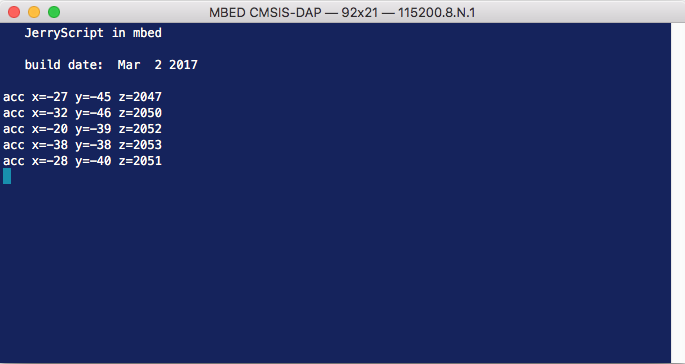 MBED CMSIS-DAP — 92x21 — 115200.8.N.1
JerryScript in mbed
build date:  Mar  2 2017
acc x=-27 y=-45 z=2047
acc x=-32 y=-46 z=2050
acc x=-20 y=-39 z=2052
acc x=-38 y=-38 z=2053
acc x=-28 y=-40 z=2051